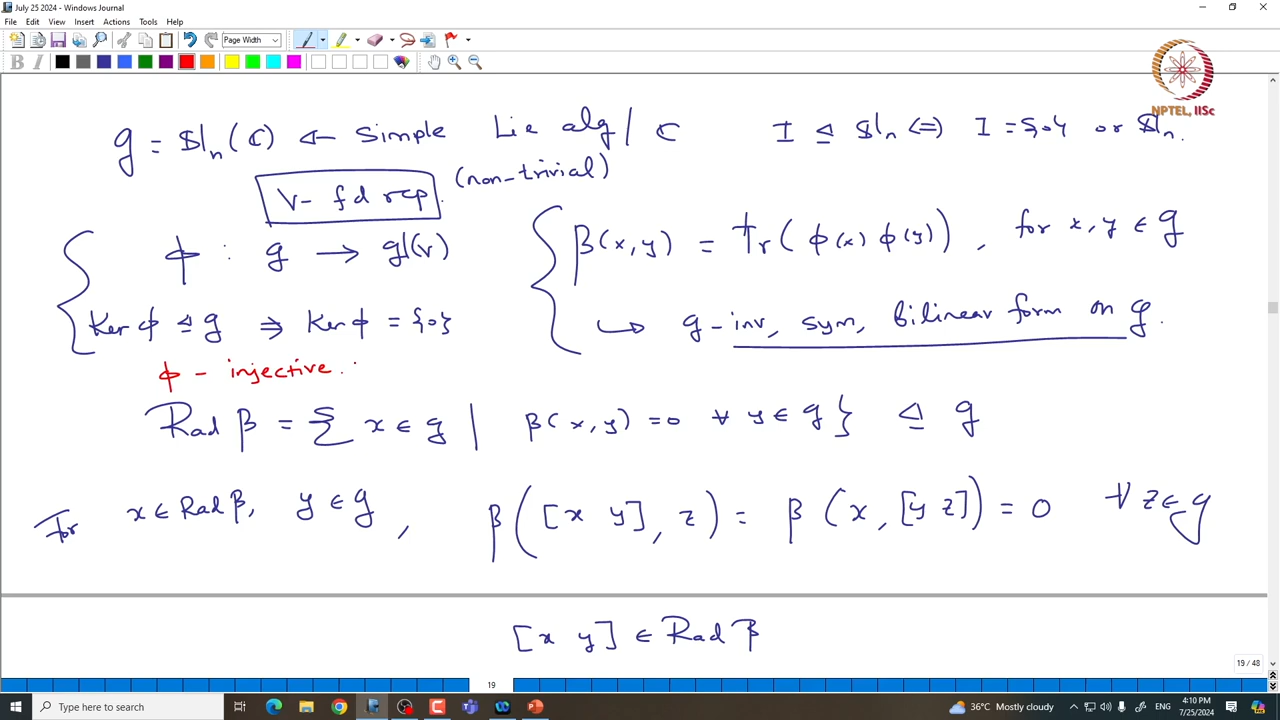 July 25 2024 - Windows Journal
File Edit View Insert Actions Tools Help
Page Width
B I
NPTEL, IISc
g = sl_n(ℂ) ← Simple Lie alg / ℂ I ⊴ sl_n ⇔ I = {0} or sl_n.
V- fd rep. (non-trivial)
ϕ : g → gl(V) β(x,y) = Tr(ϕ(x) ϕ(y)), for x,y ∈ g
Ker ϕ ⊴ g ⇒ Ker ϕ = {0} ↪ g-inv, sym, bilinear form on g.
ϕ - injective.
Rad β = { x ∈ g | β(x,y) = 0 ∀ y ∈ g } ⊴ g
For x ∈ Rad β, y ∈ g, β([x y], z) = β(x, [y z]) = 0 ∀ z ∈ g
[x y] ∈ Rad β
19 / 48
19
Type here to search
36°C Mostly cloudy
ENG
4:10 PM
7/25/2024